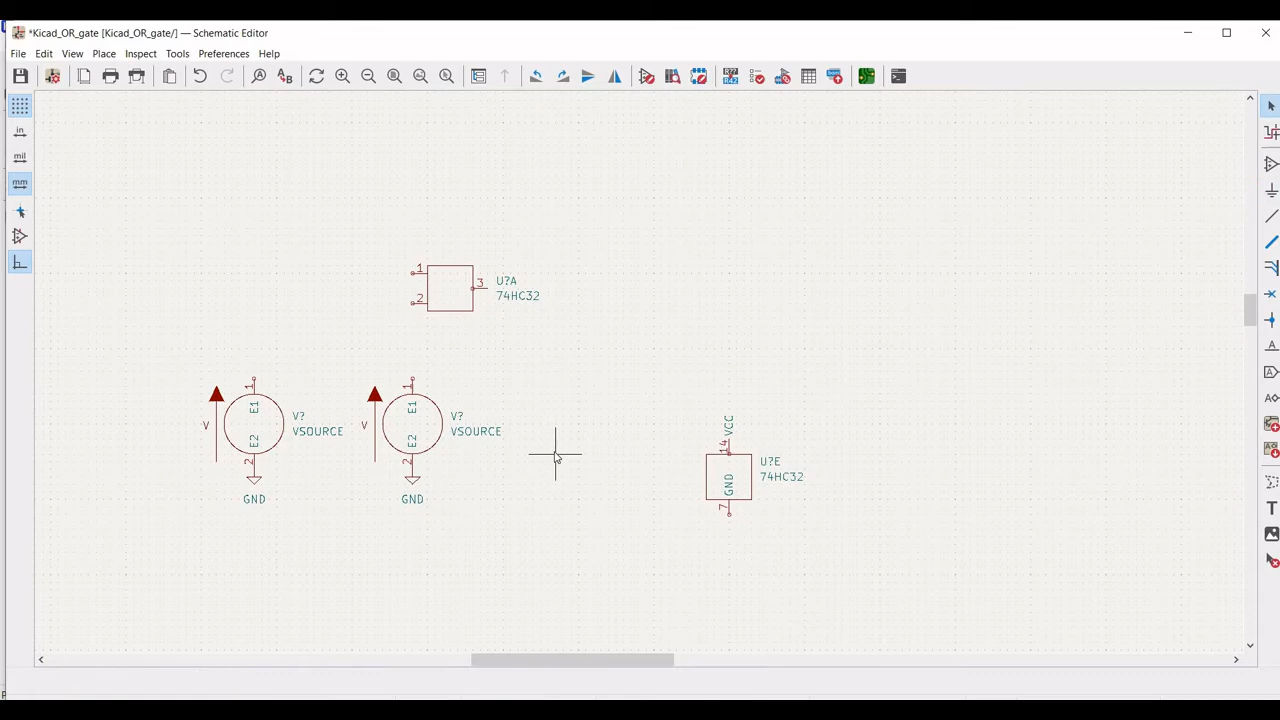 *Kicad_OR_gate [Kicad_OR_gate/] — Schematic Editor
File Edit View Place Inspect Tools Preferences Help
in
mil
mm
R??
R42
A
T
1
2
3
U?A
74HC32
V
1
E1
E2
2
V?
VSOURCE
GND
V
1
E1
E2
2
V?
VSOURCE
GND
VCC
14
GND
7
U?E
74HC32